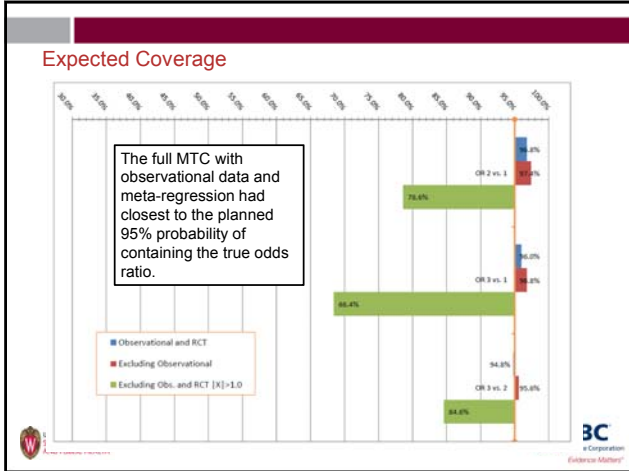 Expected Coverage
30.0% 35.0% 40.0% 45.0% 50.0% 55.0% 60.0% 65.0% 70.0% 75.0% 80.0% 85.0% 90.0% 95.0% 100.0%
The full MTC with
observational data and
meta-regression had
closest to the planned
95% probability of
containing the true odds
ratio.
96.8%
OR 2 vs. 1
97.4%
78.6%
96.0%
OR 3 vs. 1
96.8%
68.4%
Observational and RCT
Excluding Observational
Excluding Obs. and RCT |X|>1.0
94.8%
OR 3 vs. 2
95.6%
84.6%
W
BC
Corporation
Evidence Matters